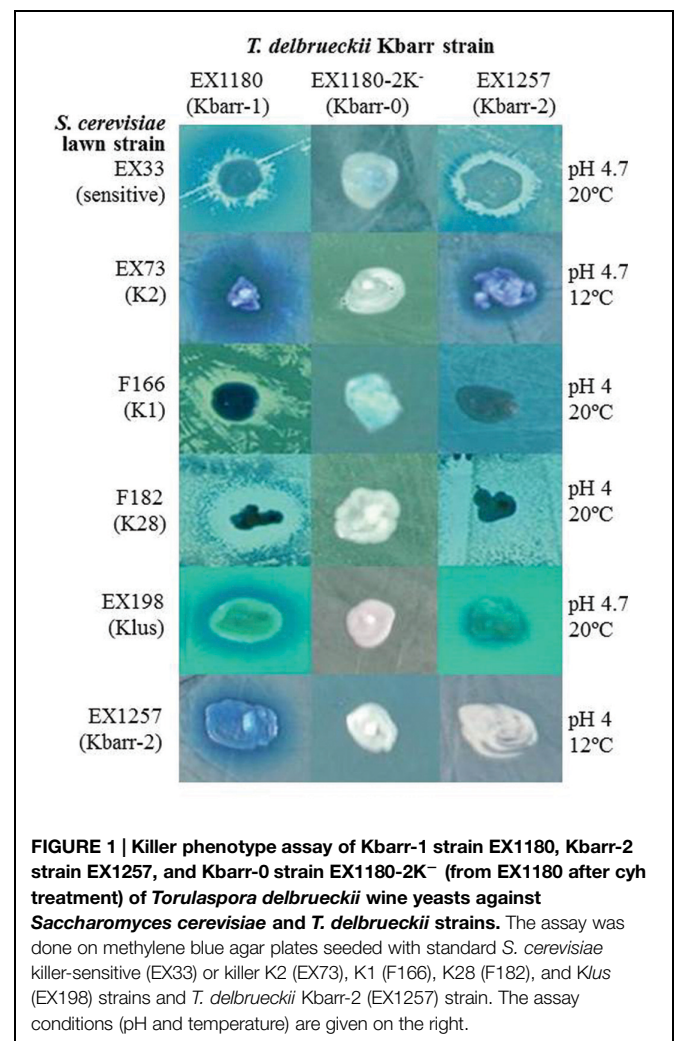 T. delbrueckii Kbarr strain
EX1180 EX1180-2K⁻ EX1257
(Kbarr-1) (Kbarr-0) (Kbarr-2)
S. cerevisiae
lawn strain
EX33 pH 4.7
(sensitive) 20ºC
EX73 pH 4.7
(K2) 12ºC
F166 pH 4
(K1) 20ºC
F182 pH 4
(K28) 20ºC
EX198 pH 4.7
(Klus) 20ºC
EX1257 pH 4
(Kbarr-2) 12ºC
FIGURE 1 | Killer phenotype assay of Kbarr-1 strain EX1180, Kbarr-2
strain EX1257, and Kbarr-0 strain EX1180-2K⁻ (from EX1180 after cyh
treatment) of Torulaspora delbrueckii wine yeasts against
Saccharomyces cerevisiae and T. delbrueckii strains. The assay was
done on methylene blue agar plates seeded with standard S. cerevisiae
killer-sensitive (EX33) or killer K2 (EX73), K1 (F166), K28 (F182), and Klus
(EX198) strains and T. delbrueckii Kbarr-2 (EX1257) strain. The assay
conditions (pH and temperature) are given on the right.